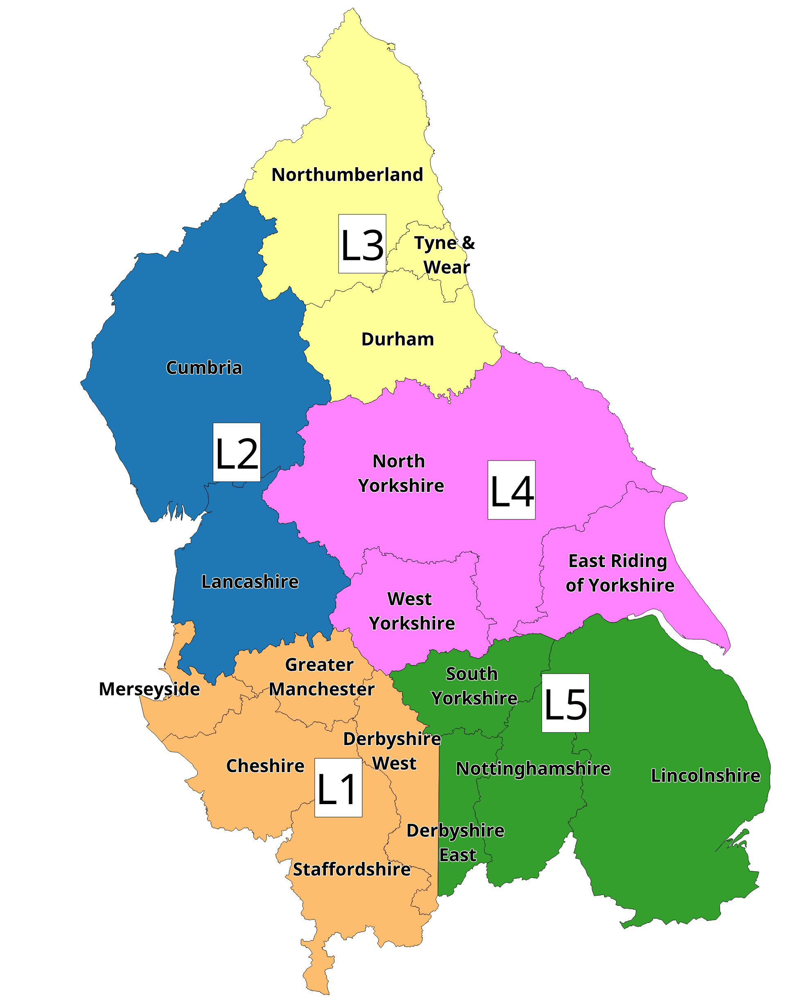 Northumberland
L3
Tyne &
Wear
Durham
Cumbria
L2
North
Yorkshire
L4
East Riding
of Yorkshire
Lancashire
West
Yorkshire
Greater
Manchester
Merseyside
South
Yorkshire
L5
Derbyshire
West
Cheshire
L1
Nottinghamshire
Lincolnshire
Derbyshire
East
Staffordshire